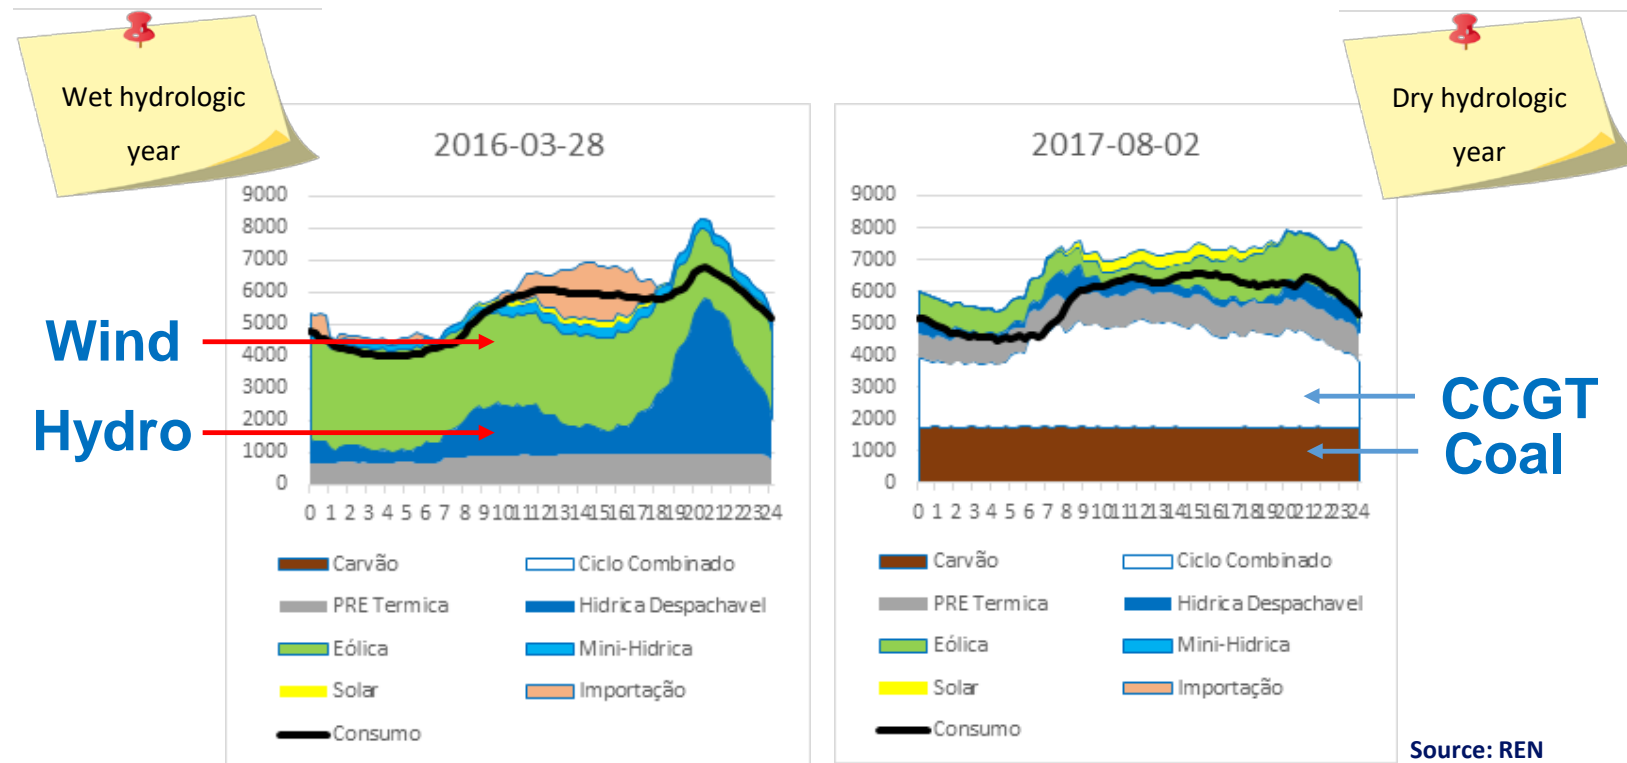 Wet hydrologic
year
Dry hydrologic
year
2016-03-28
9000
8000
7000
6000
5000
4000
3000
2000
1000
0
0 1 2 3 4 5 6 7 8 9 10 11 12 13 14 15 16 17 18 19 20 21 22 23 24
Carvão
Ciclo Combinado
PRE Termica
Hidrica Despachavel
Eólica
Mini-Hidrica
Solar
Importação
Consumo
Wind
Hydro
2017-08-02
9000
8000
7000
6000
5000
4000
3000
2000
1000
0
0 1 2 3 4 5 6 7 8 9 10 11 12 13 14 15 16 17 18 19 20 21 22 23 24
Carvão
Ciclo Combinado
PRE Termica
Hidrica Despachavel
Eólica
Mini-Hidrica
Solar
Importação
Consumo
CCGT
Coal
Source: REN